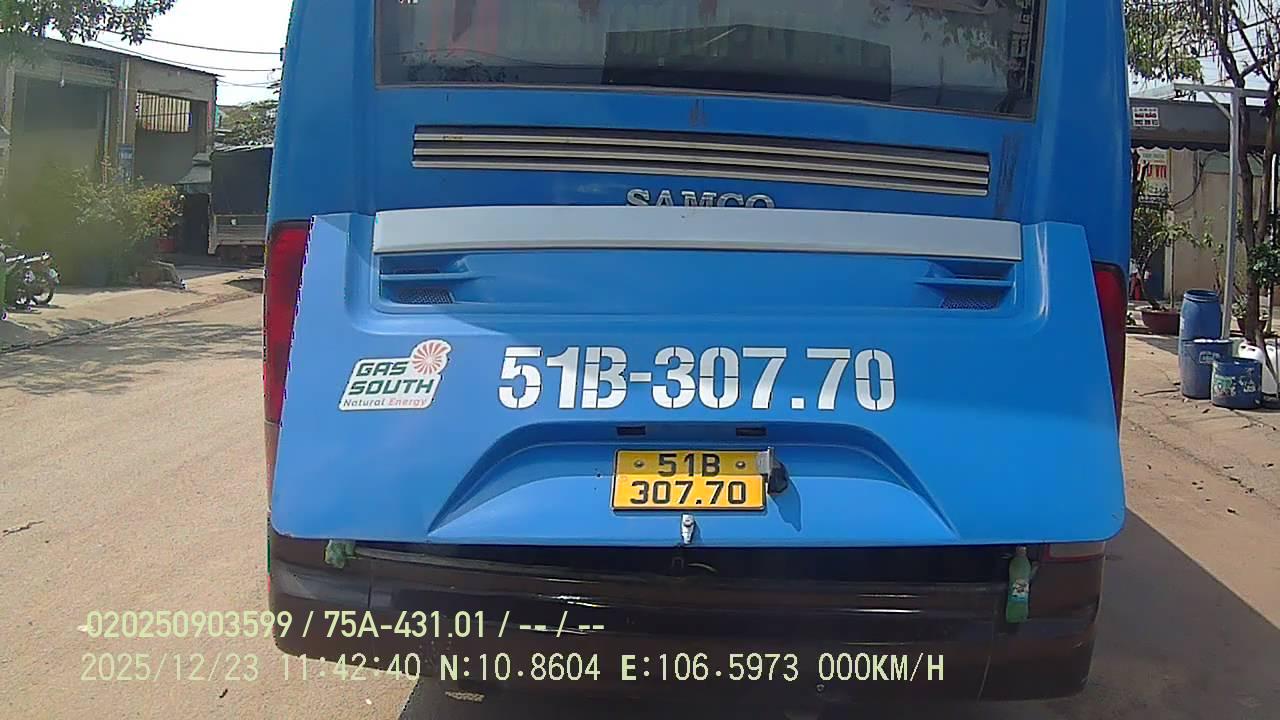 SAMCO
GAS
SOUTH
Natural Energy
51B-307.70
51B
307.70
020250903599 / 75A-431.01 / -- / --
2025/12/23 11:42:40 N:10.8604 E:106.5973 000KM/H